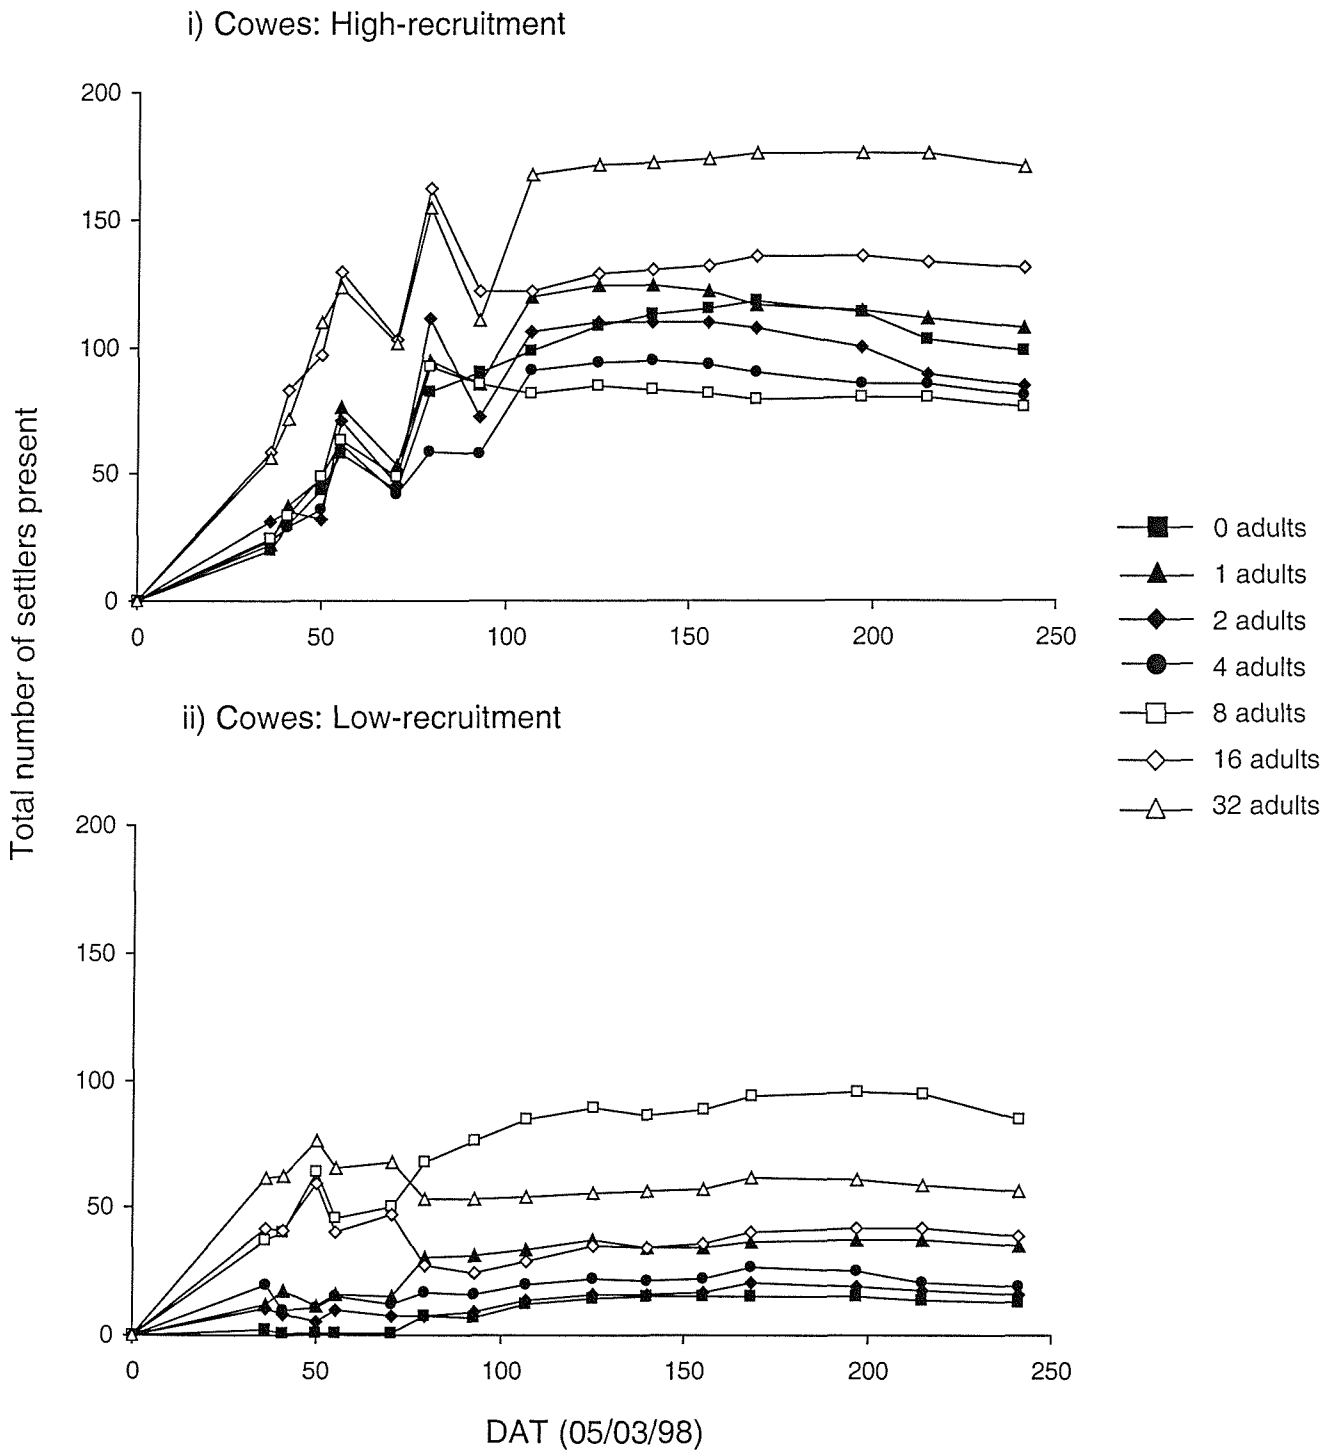 i) Cowes: High-recruitment
200
150
100
50
0
0 50 100 150 200 250
Total number of settlers present
0 adults
1 adults
2 adults
4 adults
8 adults
16 adults
32 adults
ii) Cowes: Low-recruitment
200
150
100
50
0
0 50 100 150 200 250
DAT (05/03/98)